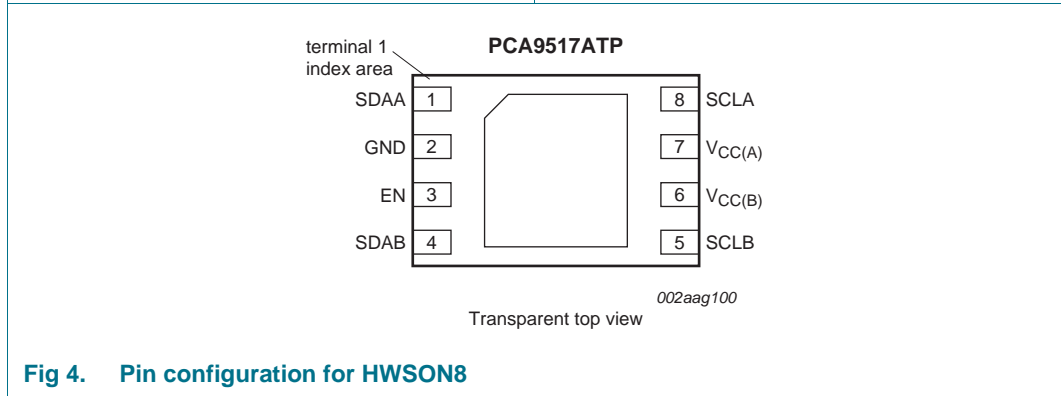 PCA9517ATP
terminal 1
index area
SDAA 1
GND 2
EN 3
SDAB 4
8 SCLA
7 VCC(A)
6 VCC(B)
5 SCLB
002aag100
Transparent top view
Fig 4. Pin configuration for HWSON8